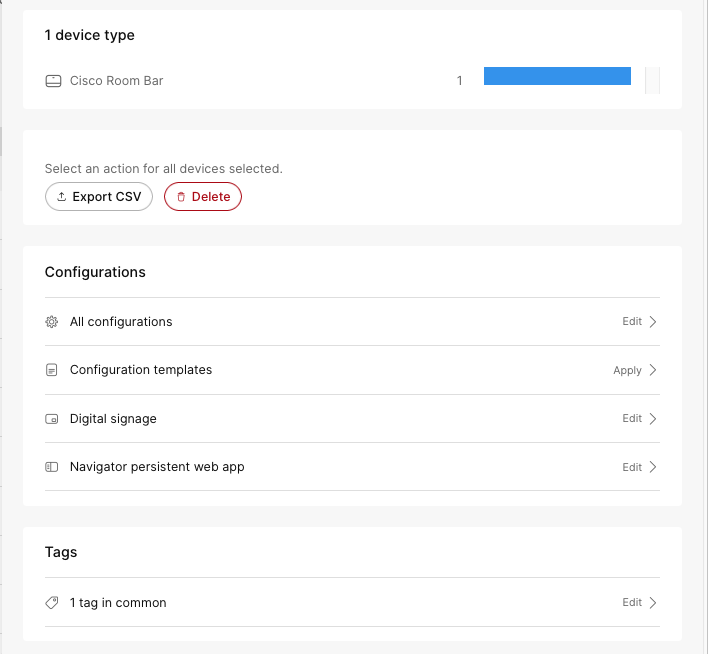 1 device type
Cisco Room Bar 1
Select an action for all devices selected.
Export CSV Delete
Configurations
All configurations Edit
Configuration templates Apply
Digital signage Edit
Navigator persistent web app Edit
Tags
1 tag in common Edit